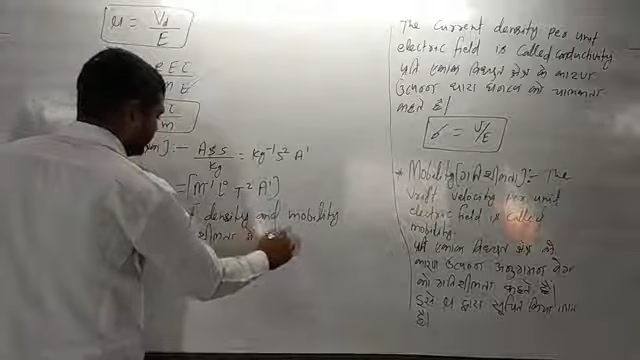 μ = Vd/E
ASS/Kg = Kg⁻¹ S² A¹
= [M⁻¹ L⁰ T² A¹]
density and mobility
The Current density per unit
electric field is called conductivity
प्रति एकांक विद्युत क्षेत्र के कारण
उत्पन्न धारा घनत्व को चालकता
कहते है।
σ = J/E
* Mobility [गतिशीलता] :- The
drift velocity per unit
electric field is called
mobility.
प्रति एकांक विद्युत क्षेत्र के
कारण उत्पन्न अनुगमन वेग
को गतिशीलता कहते है।
इसे μ द्वारा सूचित किया जाता
है।